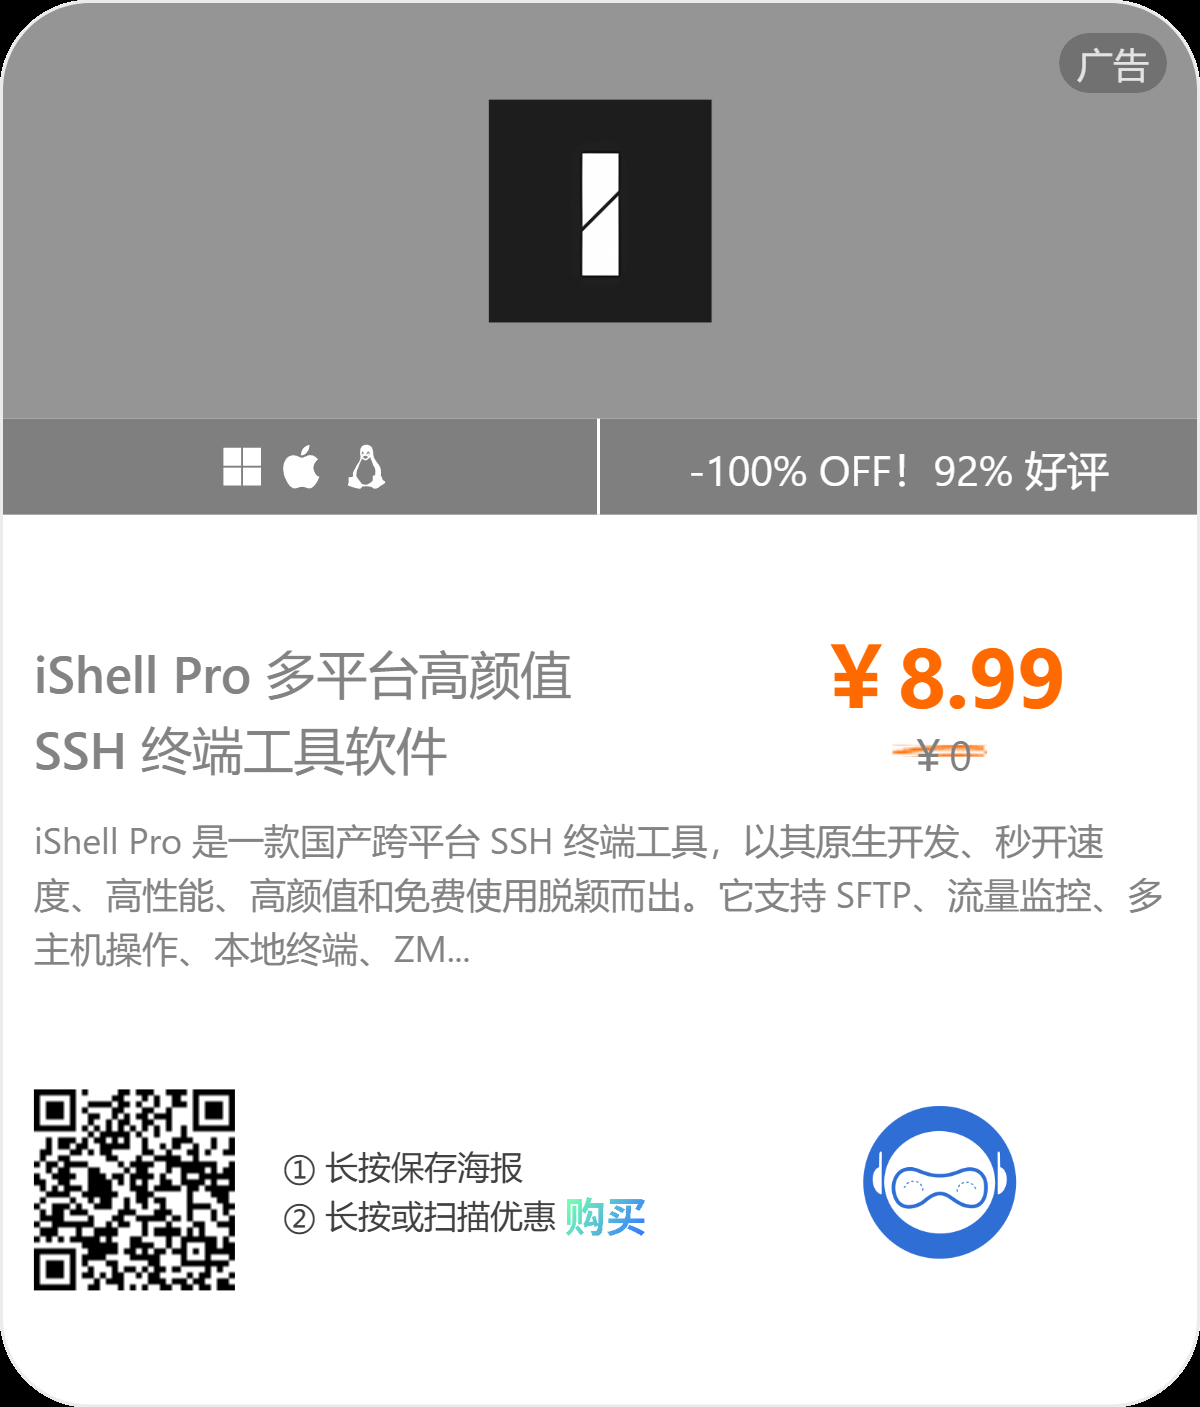 广告
-100% OFF！92% 好评
iShell Pro 多平台高颜值
SSH 终端工具软件
¥8.99
¥0
iShell Pro 是一款国产跨平台 SSH 终端工具，以其原生开发、秒开速
度、高性能、高颜值和免费使用脱颖而出。它支持 SFTP、流量监控、多
主机操作、本地终端、ZM...
① 长按保存海报
② 长按或扫描优惠 购买